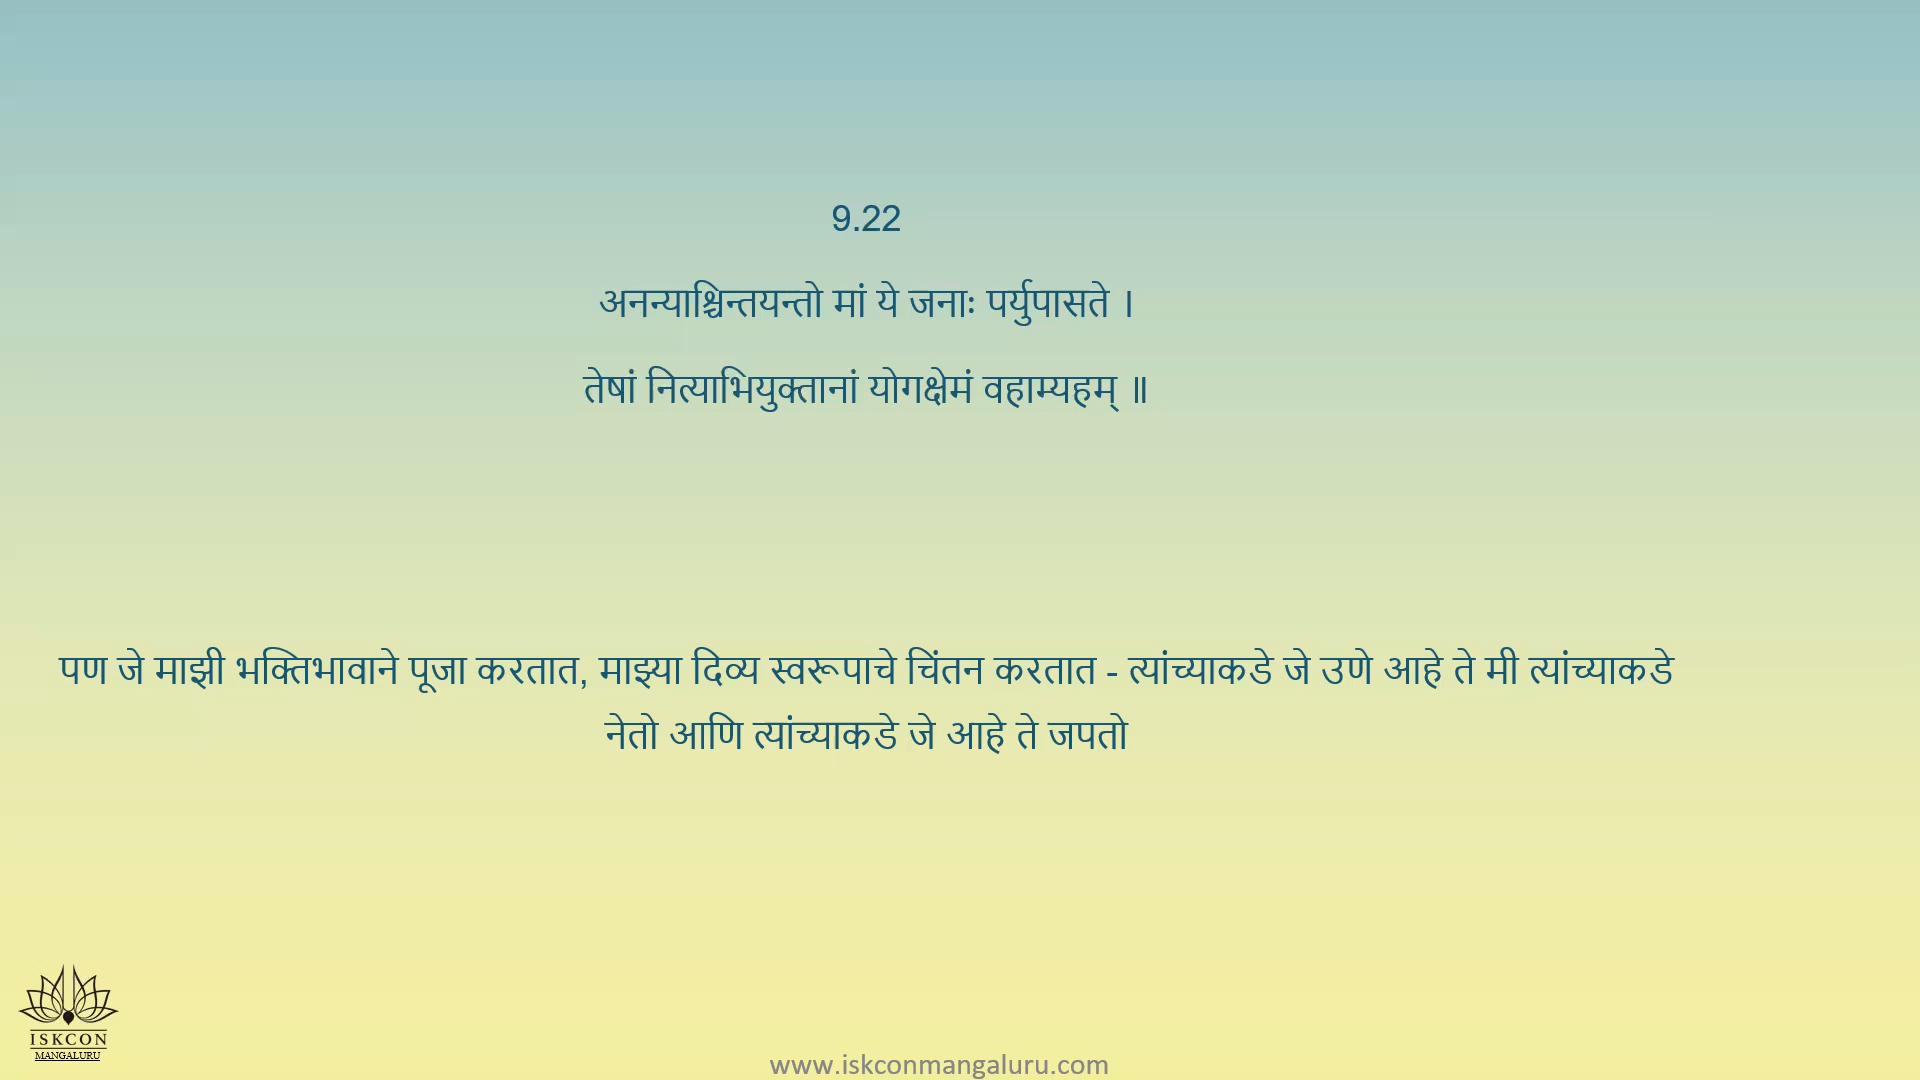 9.22
अनन्याश्चिन्तयन्तो मां ये जनाः पर्युपासते ।
तेषां नित्याभियुक्तानां योगक्षेमं वहाम्यहम् ॥
पण जे माझी भक्तिभावाने पूजा करतात, माझ्या दिव्य स्वरूपाचे चिंतन करतात - त्यांच्याकडे जे उणे आहे ते मी त्यांच्याकडे
नेतो आणि त्यांच्याकडे जे आहे ते जपतो
ISKCON
MANGALURU
www.iskconmangaluru.com